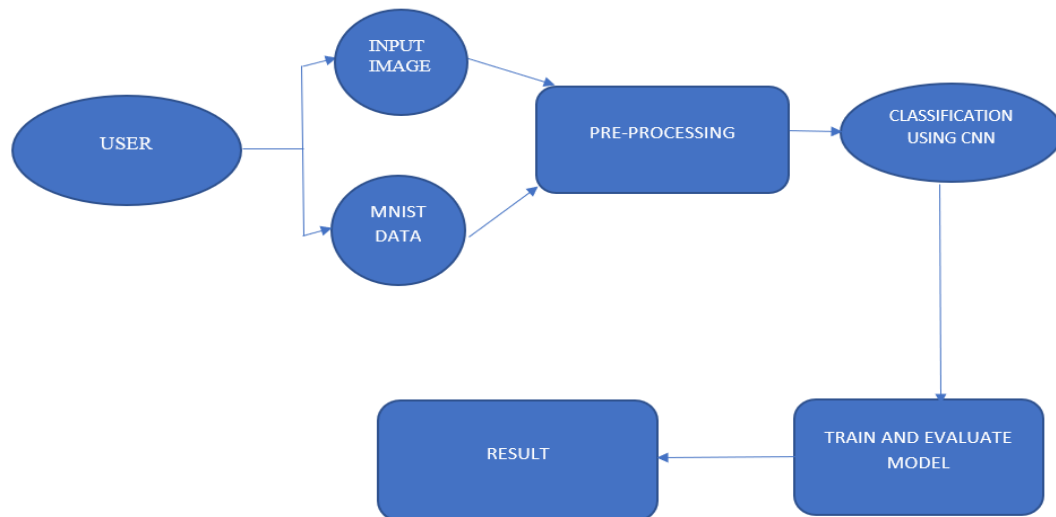 USER
INPUT
IMAGE
MNIST
DATA
PRE-PROCESSING
CLASSIFICATION
USING CNN
TRAIN AND EVALUATE
MODEL
RESULT